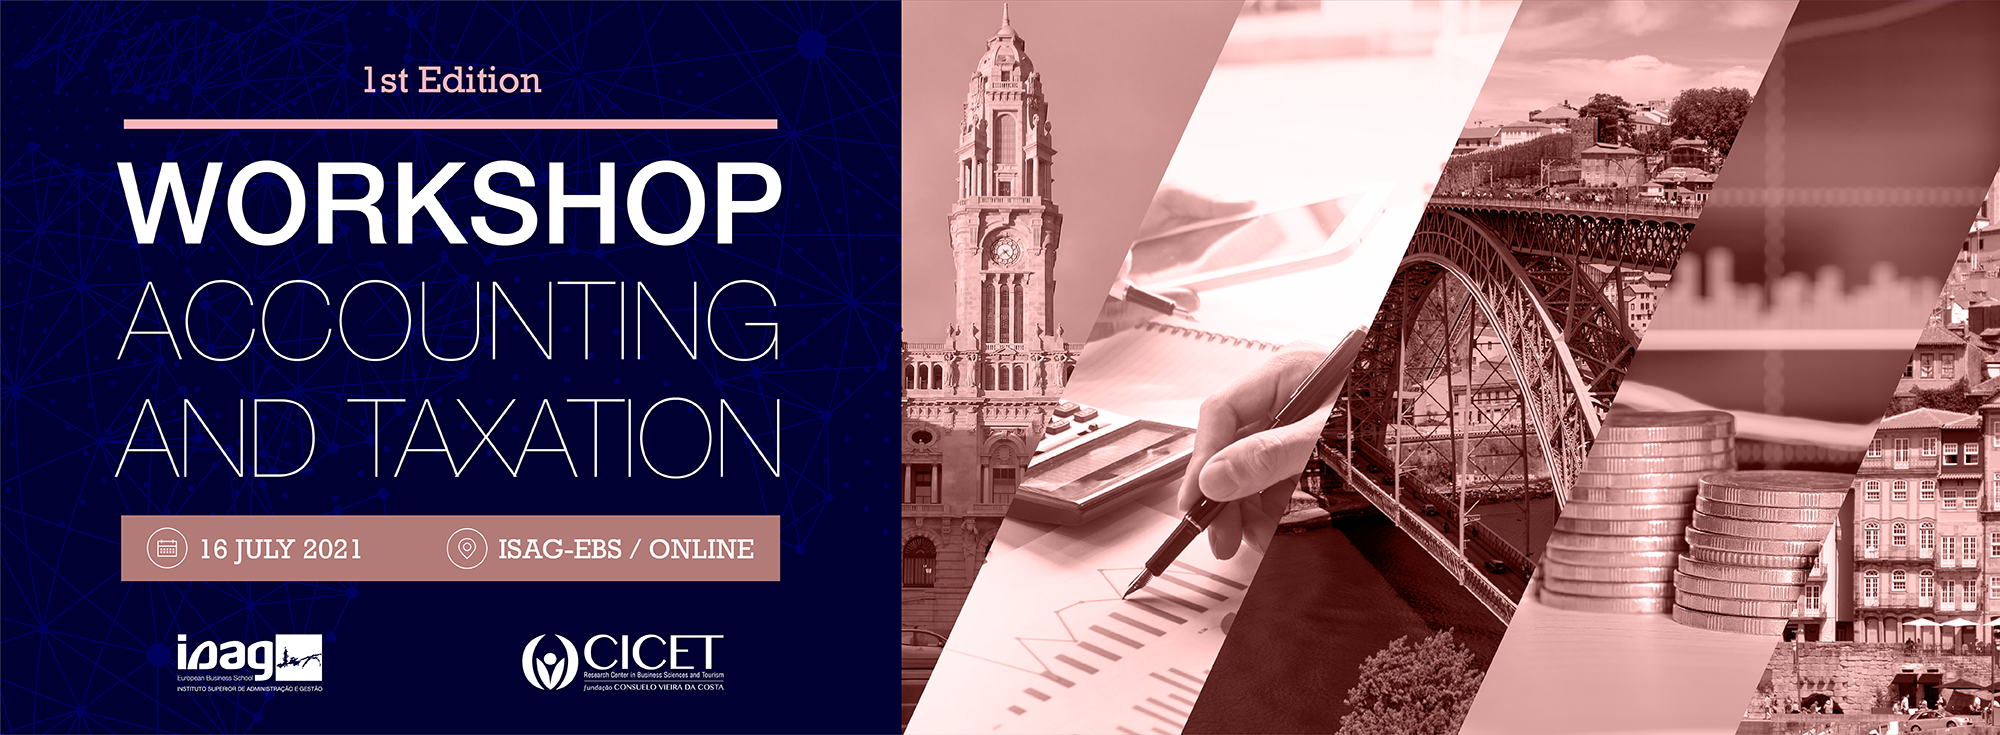 1st Edition
WORKSHOP
ACCOUNTING
AND TAXATION
16 JULY 2021
ISAG-EBS / ONLINE
isag
European Business School
INSTITUTO SUPERIOR DE ADMINISTRAÇÃO E GESTÃO
CICET
Research Center in Business Sciences and Tourism
fundação CONSUELO VIEIRA DA COSTA